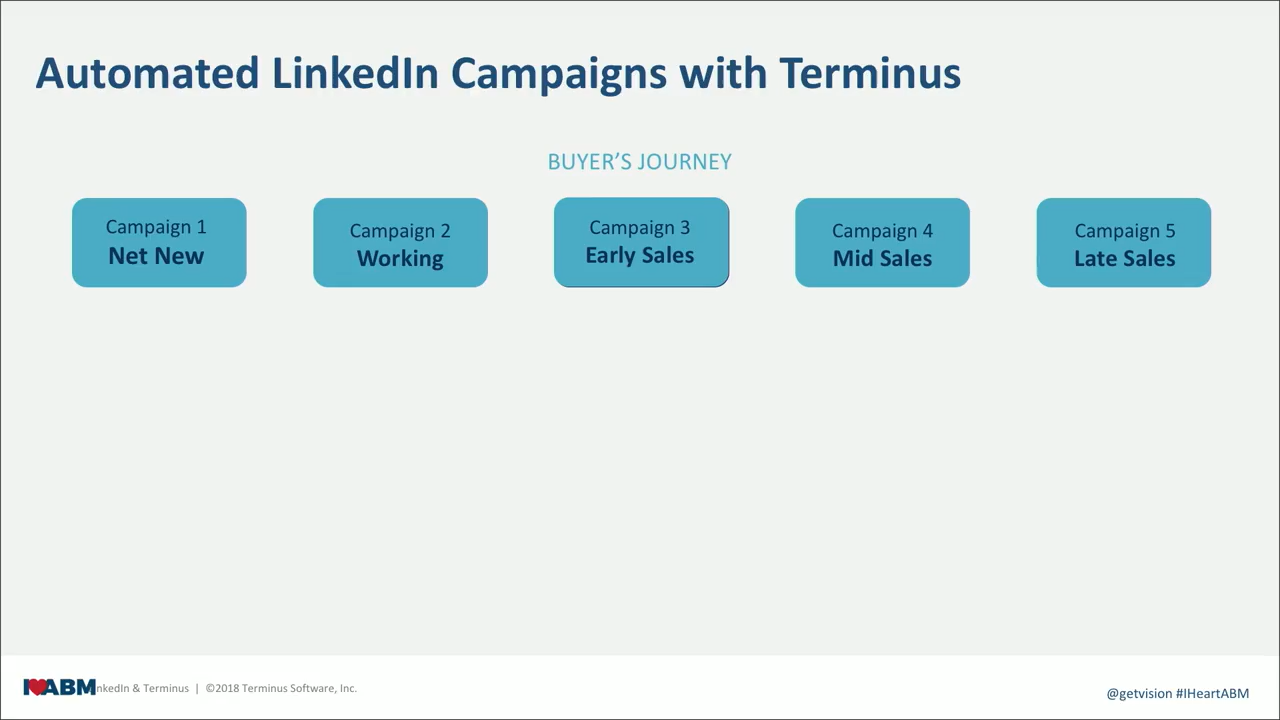 Automated LinkedIn Campaigns with Terminus
BUYER’S JOURNEY
Campaign 1
Net New
Campaign 2
Working
Campaign 3
Early Sales
Campaign 4
Mid Sales
Campaign 5
Late Sales
I ABM nkedIn & Terminus | ©2018 Terminus Software, Inc.
@getvision #IHeartABM